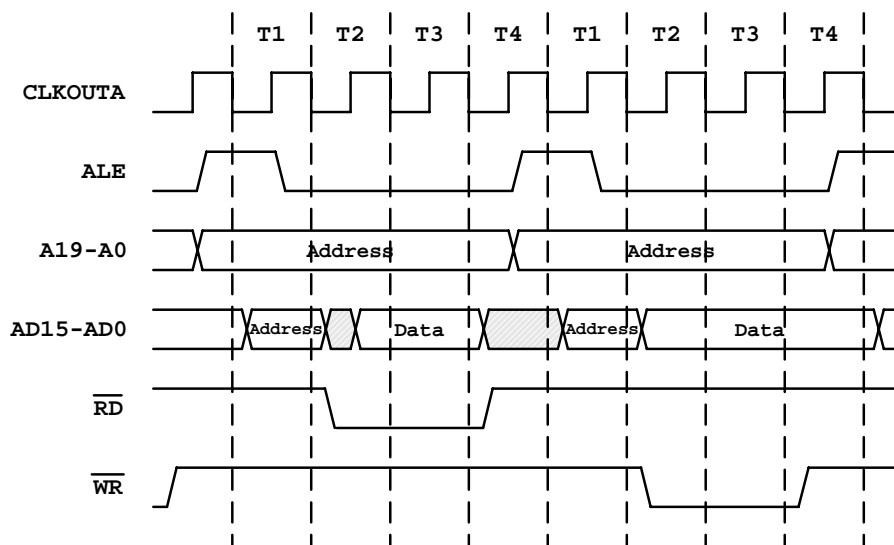 T1 T2 T3 T4 T1 T2 T3 T4
CLKOUTA
ALE
A19-A0 Address Address
AD15-AD0 Address Data Address Data
RD
WR